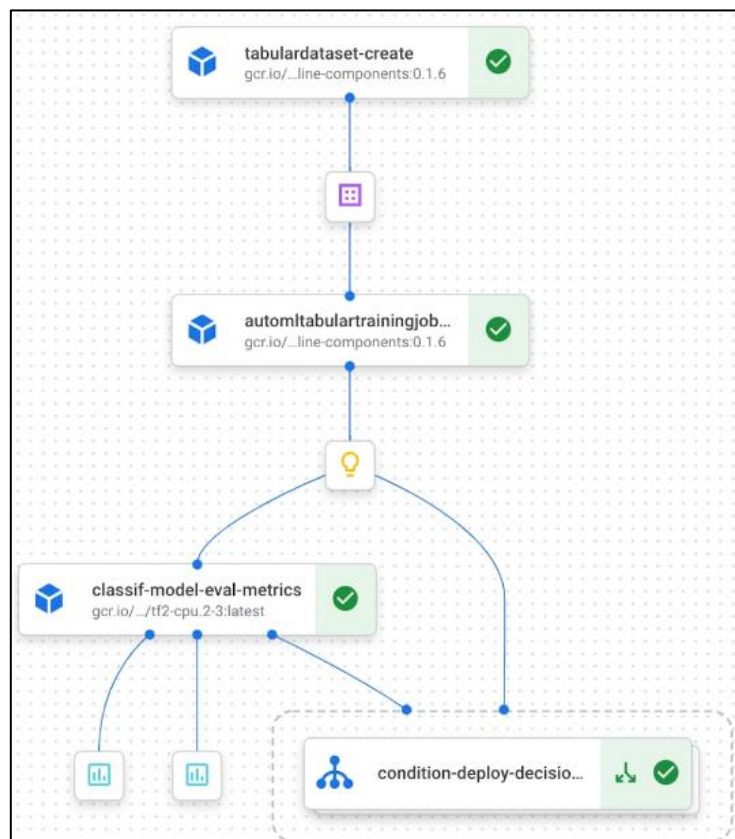 tabulardataset-create
gcr.io/...line-components:0.1.6
automltabulartrainingjob...
gcr.io/...line-components:0.1.6
classif-model-eval-metrics
gcr.io/.../tf2-cpu.2-3:latest
condition-deploy-decisio...